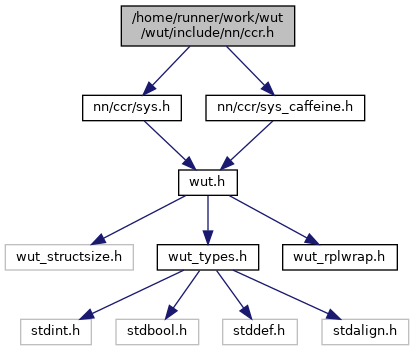 /home/runner/work/wut
/wut/include/nn/ccr.h
nn/ccr/sys.h
nn/ccr/sys_caffeine.h
wut.h
wut_structsize.h
wut_types.h
wut_rplwrap.h
stdint.h
stdbool.h
stddef.h
stdalign.h